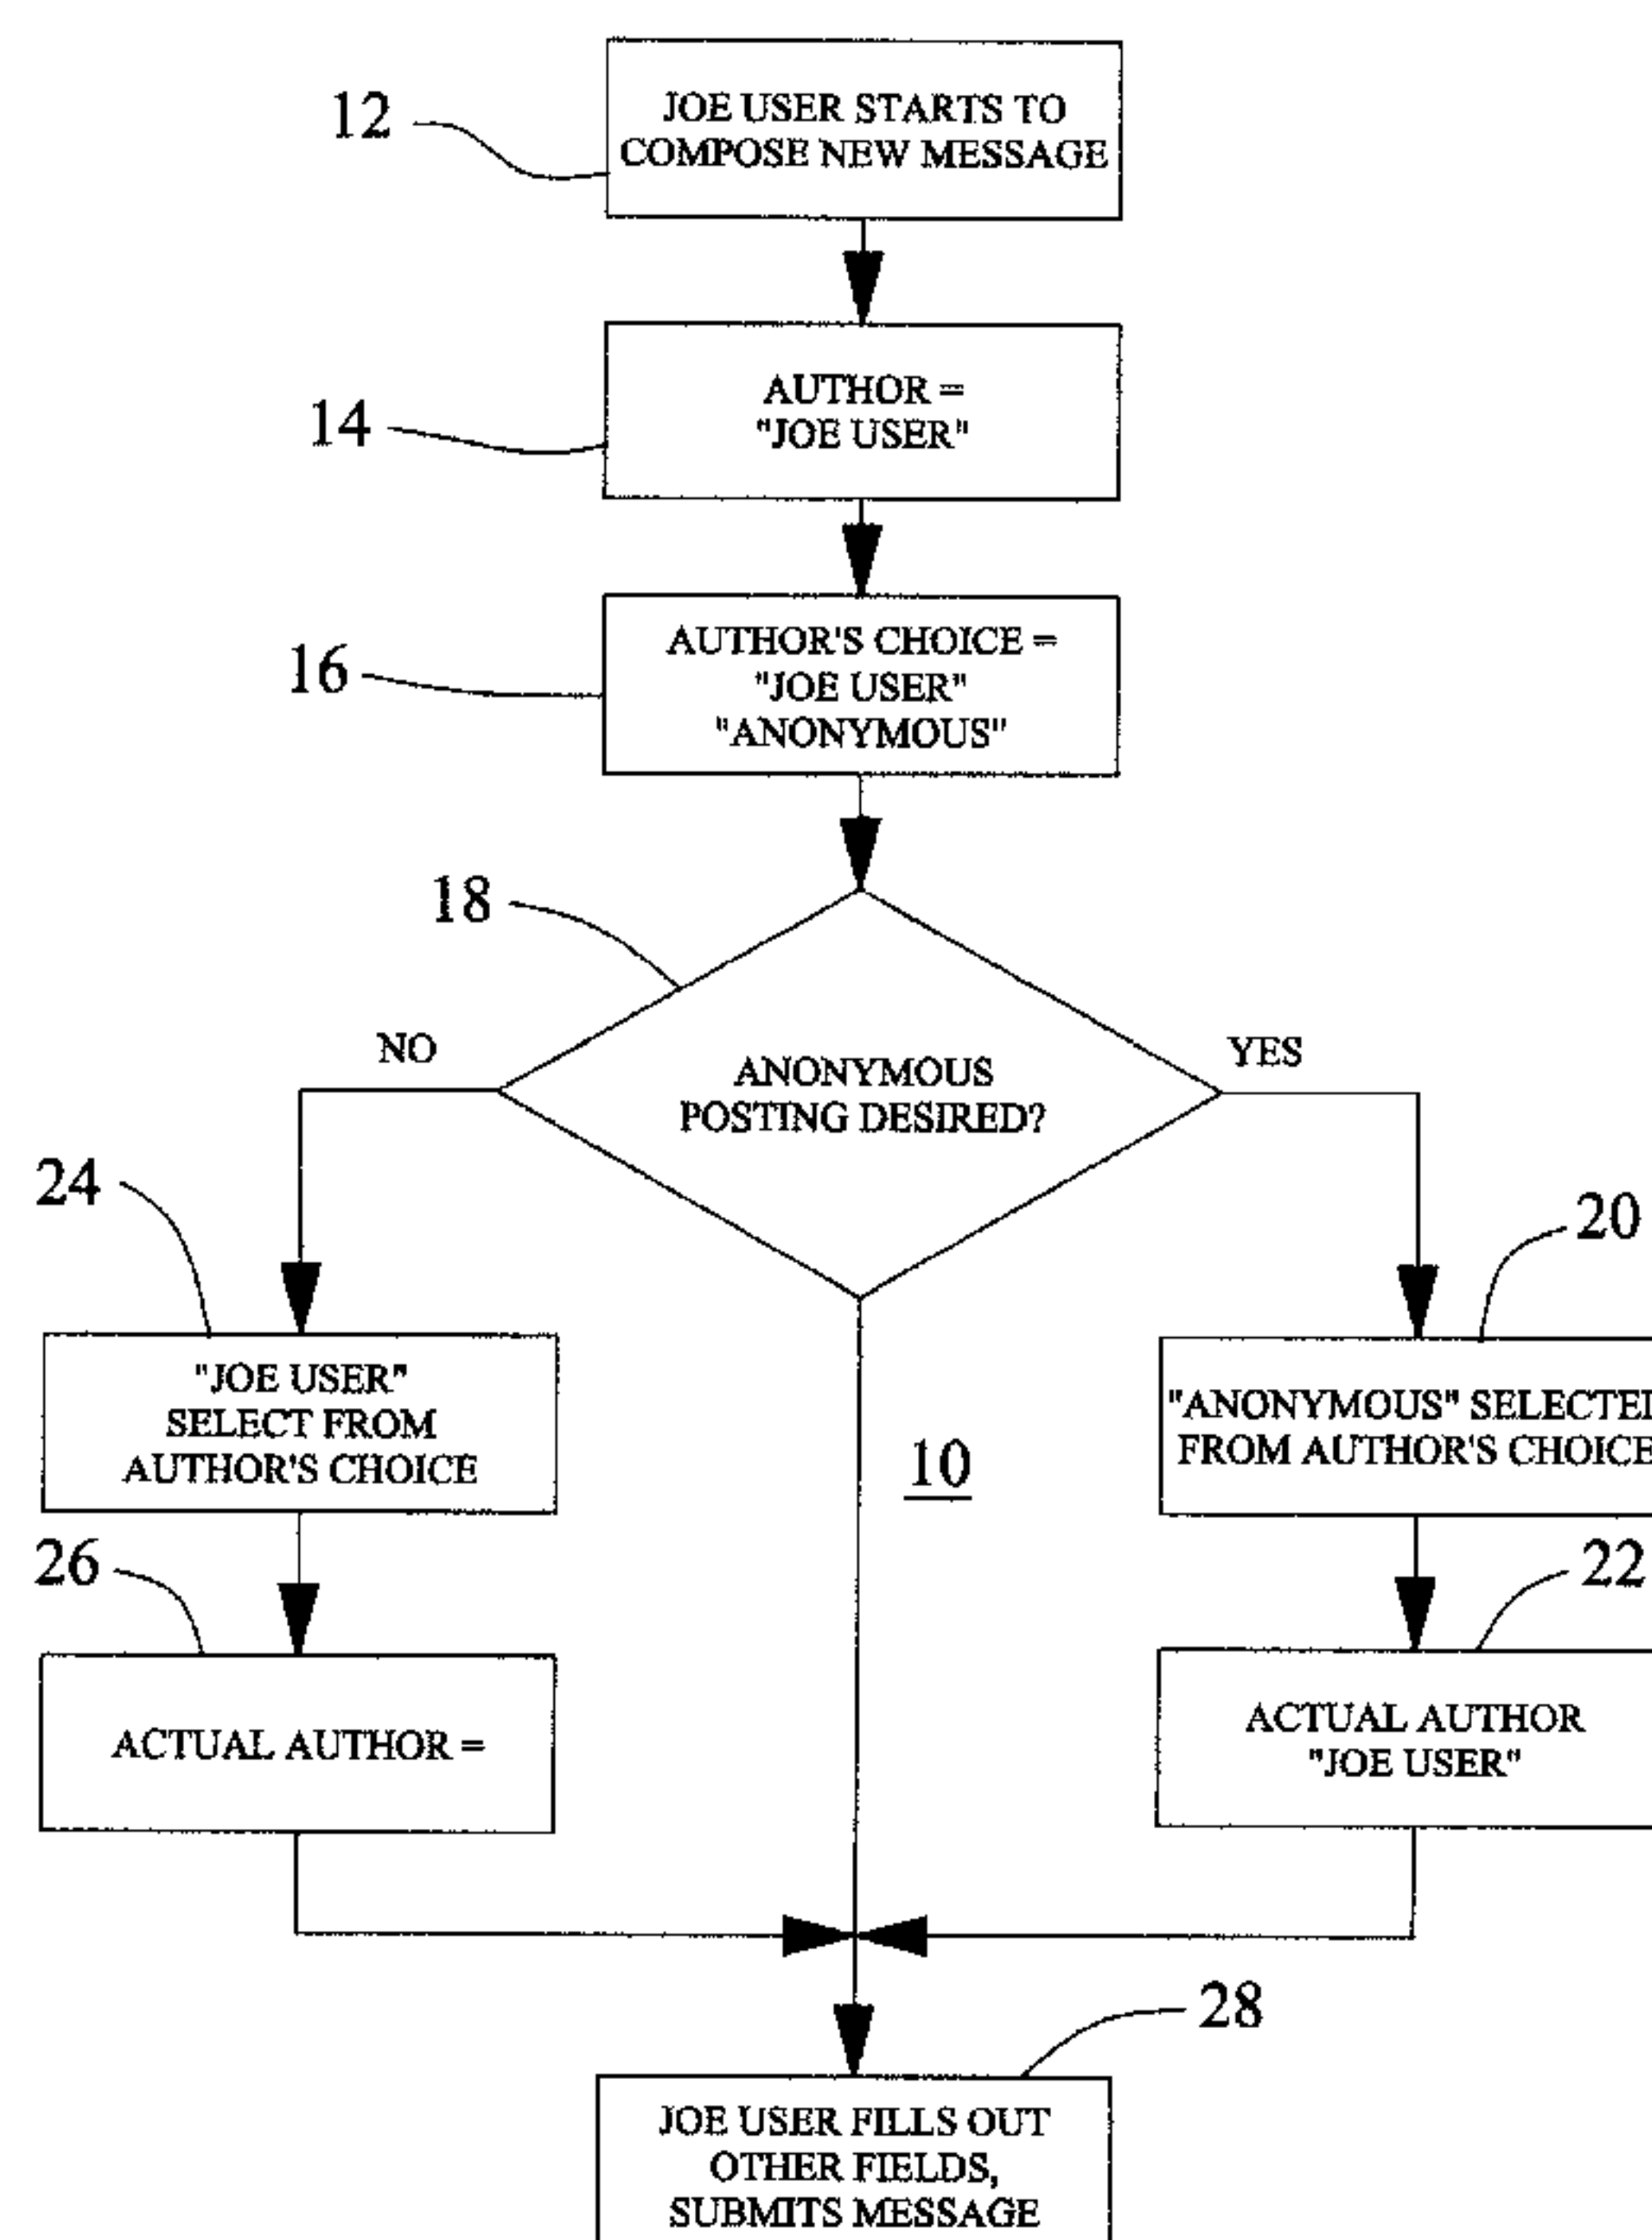 12
JOE USER STARTS TO
COMPOSE NEW MESSAGE
14
AUTHOR =
"JOE USER"
16
AUTHOR'S CHOICE =
"JOE USER"
"ANONYMOUS"
18
NO
YES
ANONYMOUS
POSTING DESIRED?
24
20
"JOE USER"
SELECT FROM
AUTHOR'S CHOICE
10
"ANONYMOUS" SELECTED
FROM AUTHOR'S CHOICE
26
22
ACTUAL AUTHOR =
ACTUAL AUTHOR
"JOE USER"
28
JOE USER FILLS OUT
OTHER FIELDS,
SUBMITS MESSAGE